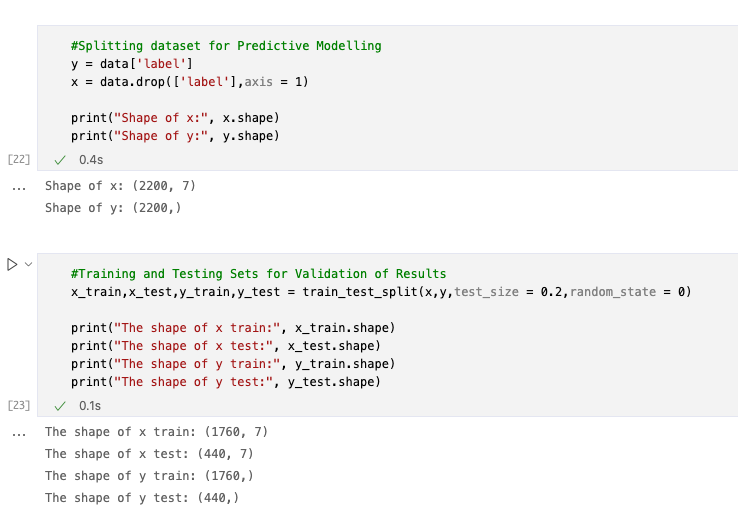 #Splitting dataset for Predictive Modelling
y = data['label']
x = data.drop(['label'],axis = 1)
print("Shape of x:", x.shape)
print("Shape of y:", y.shape)
[22] ✓ 0.4s
... Shape of x: (2200, 7)
Shape of y: (2200,)
#Training and Testing Sets for Validation of Results
x_train,x_test,y_train,y_test = train_test_split(x,y,test_size = 0.2,random_state = 0)
print("The shape of x train:", x_train.shape)
print("The shape of x test:", x_test.shape)
print("The shape of y train:", y_train.shape)
print("The shape of y test:", y_test.shape)
[23] ✓ 0.1s
... The shape of x train: (1760, 7)
The shape of x test: (440, 7)
The shape of y train: (1760,)
The shape of y test: (440,)